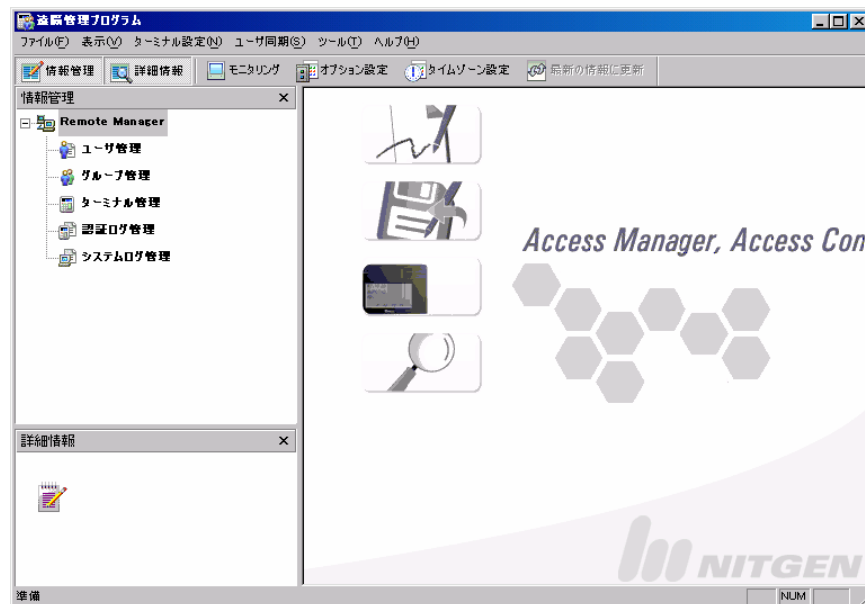 遠隔管理プログラム
ファイル(F) 表示(V) ターミナル設定(N) ユーザ同期(S) ツール(T) ヘルプ(H)
情報管理 詳細情報 モニタリング オプション設定 タイムゾーン設定 最新の情報に更新
情報管理
Remote Manager
ユーザ管理
グループ管理
ターミナル管理
認証ログ管理
システムログ管理
Access Manager, Access Con
詳細情報
NITGEN
準備 NUM